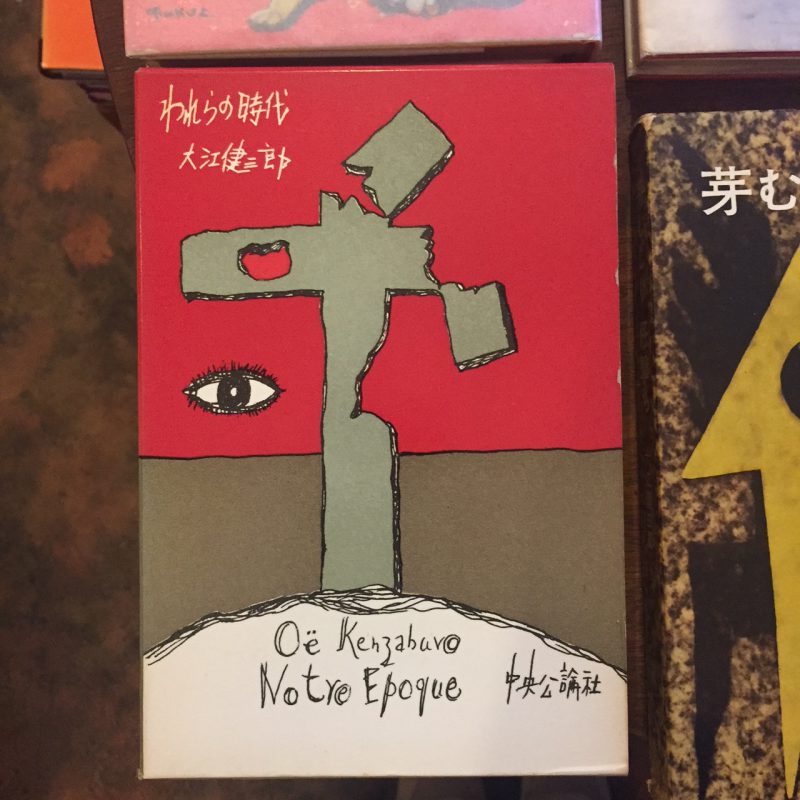 われらの時代
大江健三郎
Oë Kenzaburo
Notre Epoque
中央公論社
芽む